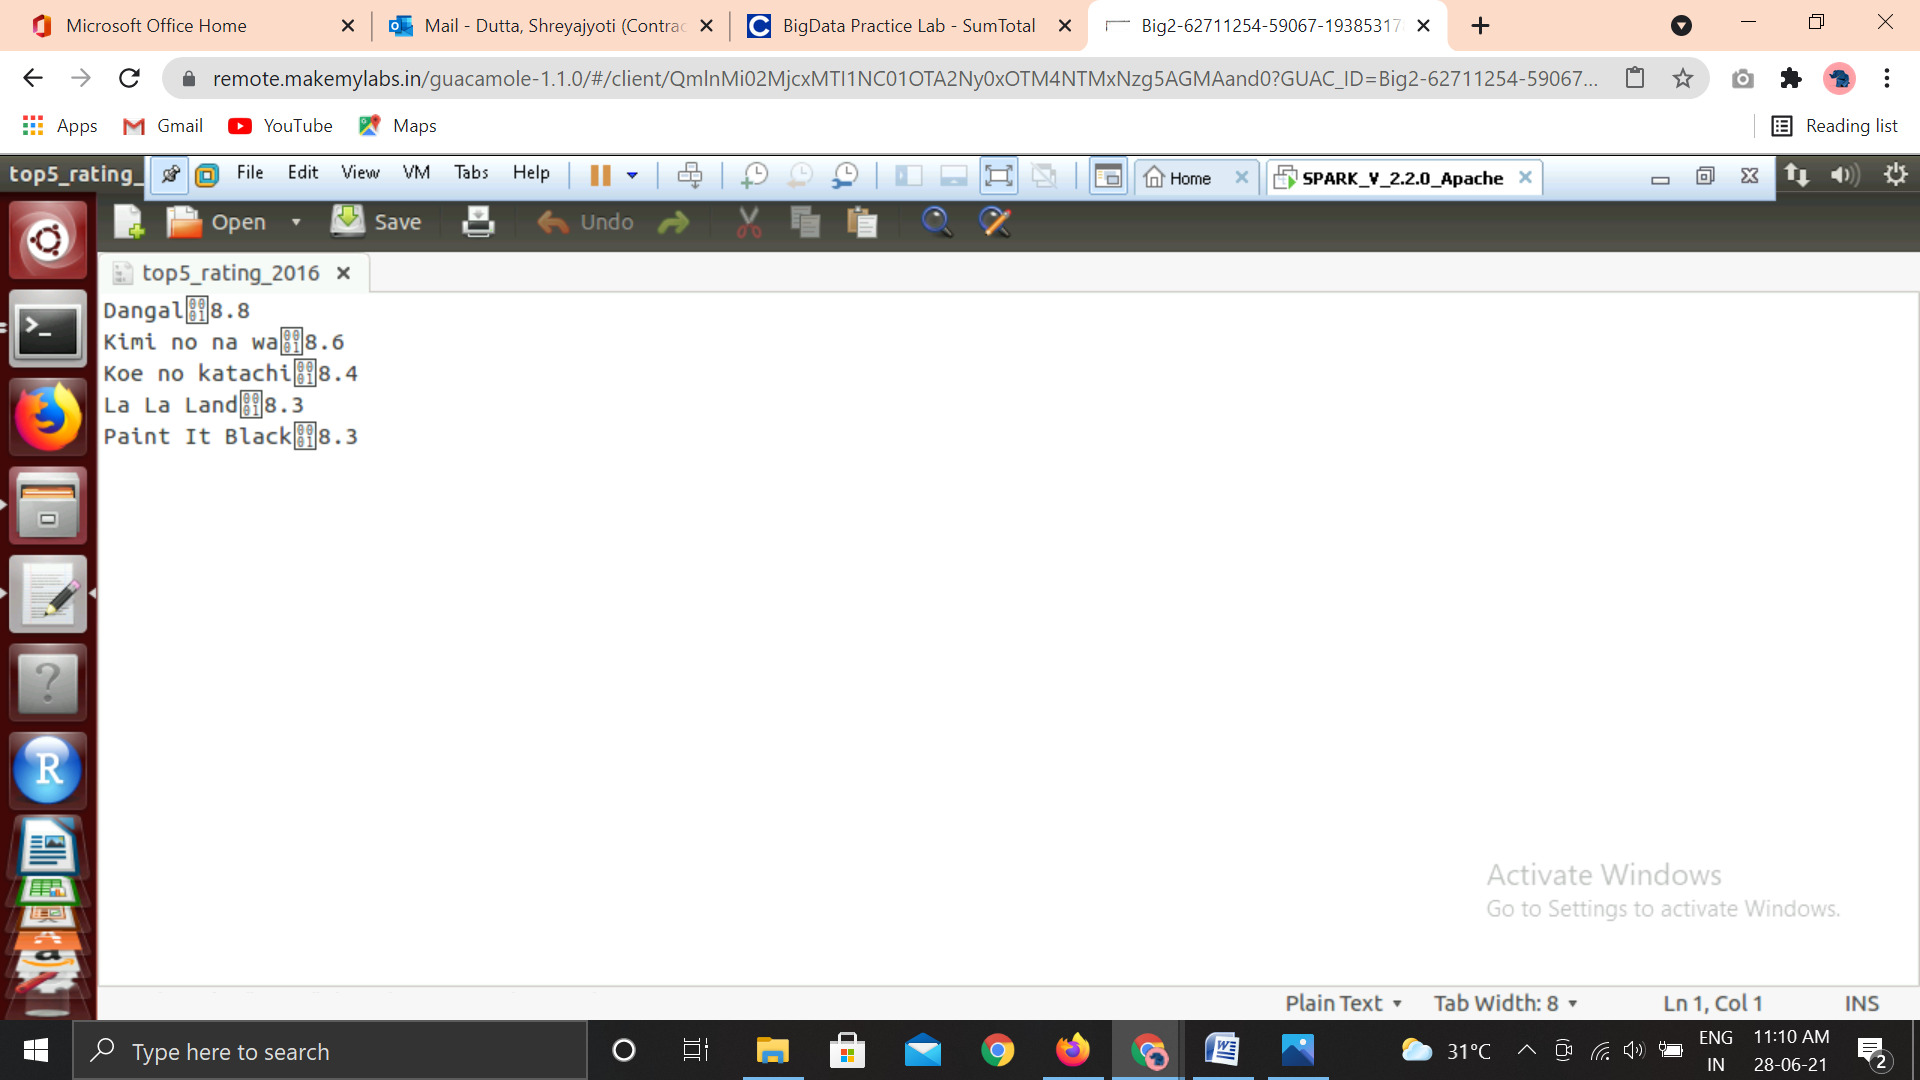 Microsoft Office Home
Mail - Dutta, Shreyajyoti (Contrac
BigData Practice Lab - SumTotal
Big2-62711254-59067-19385317
remote.makemylabs.in/guacamole-1.1.0/#/client/QmlnMi02MjcxMTI1NC01OTA2Ny0xOTM4NTMxNzg5AGMAand0?GUAC_ID=Big2-62711254-59067...
Apps
Gmail
YouTube
Maps
Reading list
top5_rating_
File
Edit
View
VM
Tabs
Help
Home
SPARK_V_2.2.0_Apache
Open
Save
Undo
top5_rating_2016
Dangal 0001 8.8
Kimi no na wa 0001 8.6
Koe no katachi 0001 8.4
La La Land 0001 8.3
Paint It Black 0001 8.3
Activate Windows
Go to Settings to activate Windows.
Plain Text
Tab Width: 8
Ln 1, Col 1
INS
Type here to search
31°C
ENG
IN
11:10 AM
28-06-21
2